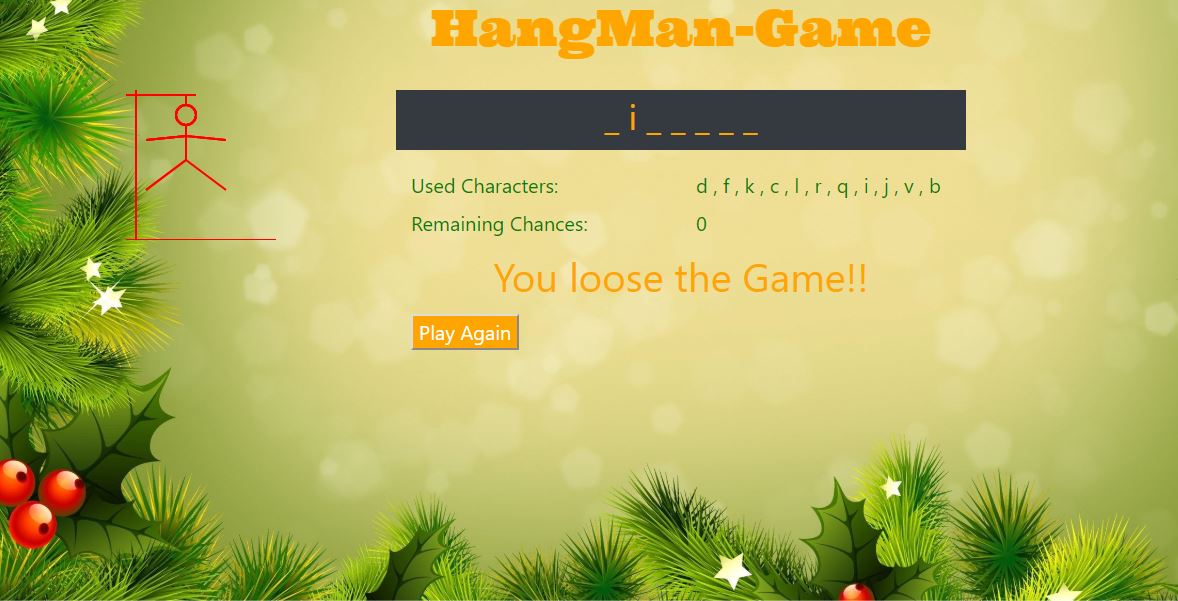 HangMan-Game
_ i _ _ _ _ _
Used Characters: d , f , k , c , l , r , q , i , j , v , b
Remaining Chances: 0
You loose the Game!!
Play Again